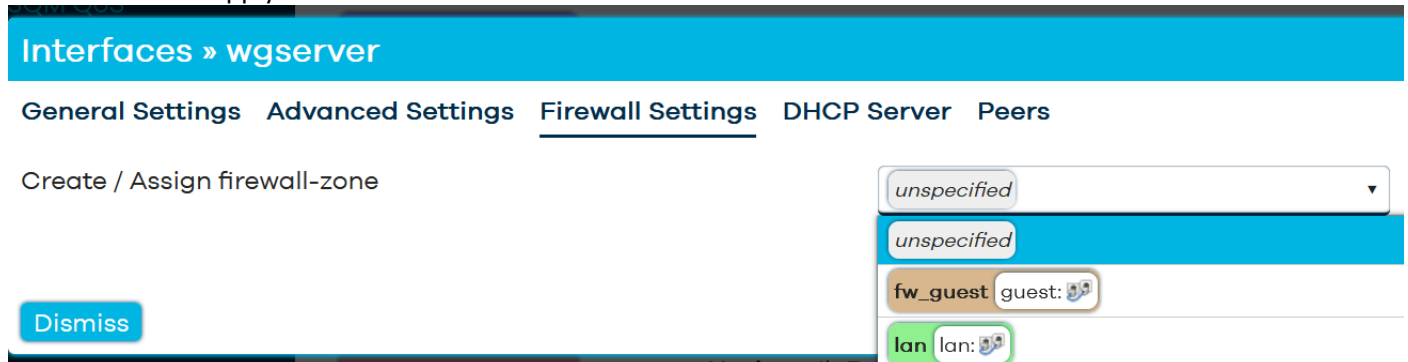 Interfaces » wgserver
General Settings Advanced Settings Firewall Settings DHCP Server Peers
Create / Assign firewall-zone
unspecified
unspecified
fw_guest guest:
Dismiss
lan lan: